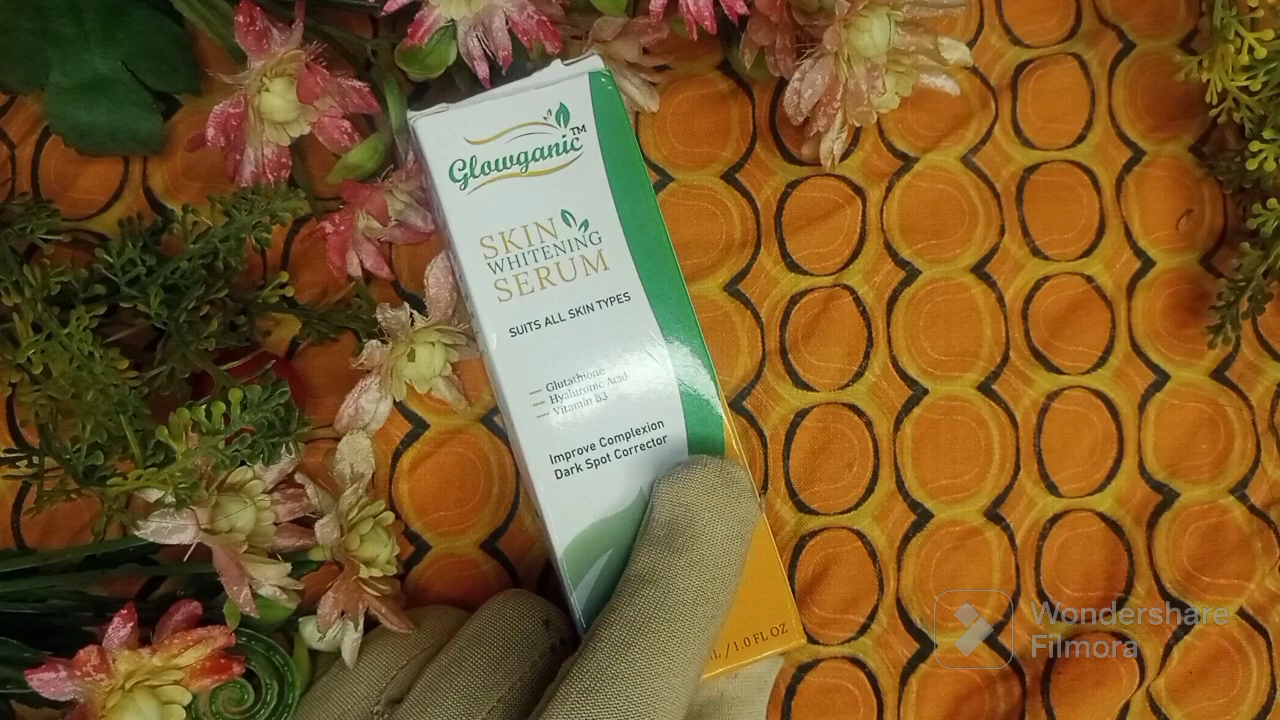 Glowganic™
SKIN
WHITENING
SERUM
SUITS ALL SKIN TYPES
Glutathione
Hyaluronic Acid
Vitamin B3
Improve Complexion
Dark Spot Corrector
/1.0 FL OZ
Wondershare
Filmora